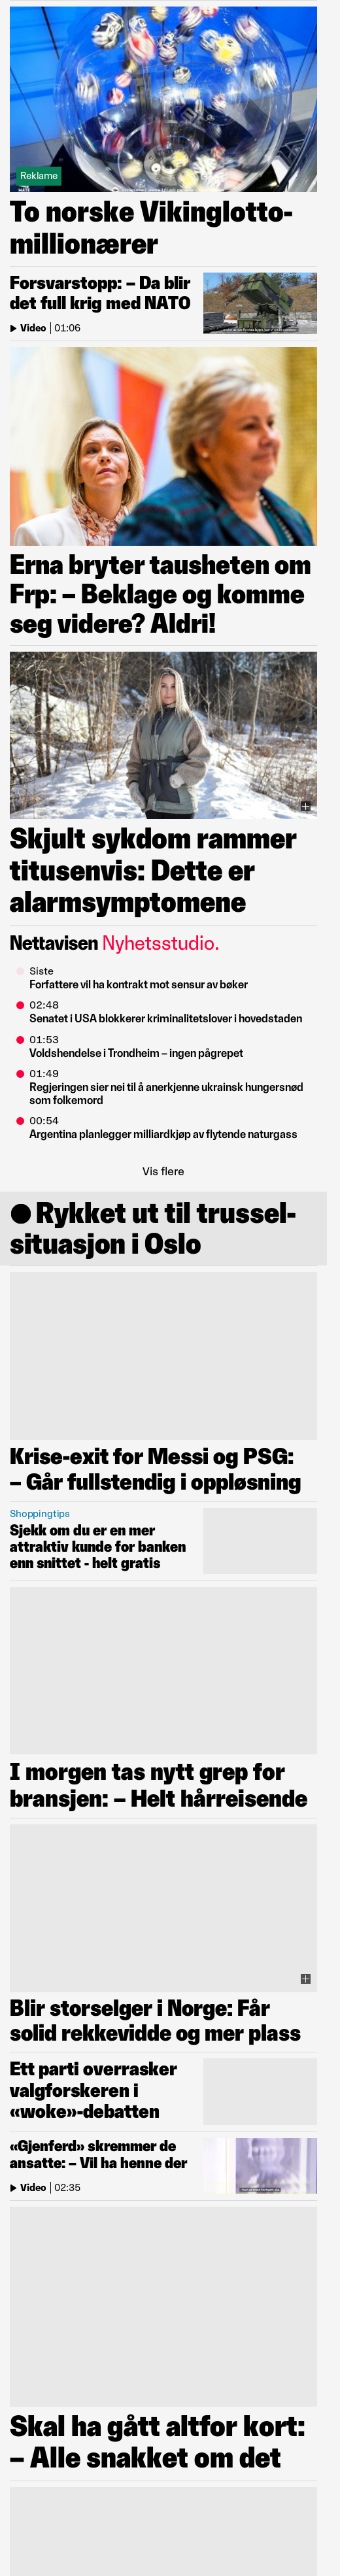 Reklame
To norske Vikinglotto-
millionærer
Forsvarstopp: – Da blir
det full krig med NATO
Video | 01:06
Erna bryter tausheten om
Frp: – Beklage og komme
seg videre? Aldri!
Skjult sykdom rammer
titusenvis: Dette er
alarmsymptomene
Nettavisen Nyhetsstudio.
Siste
Forfattere vil ha kontrakt mot sensur av bøker
02:48
Senatet i USA blokkerer kriminalitetslover i hovedstaden
01:53
Voldshendelse i Trondheim – ingen pågrepet
01:49
Regjeringen sier nei til å anerkjenne ukrainsk hungersnød
som folkemord
00:54
Argentina planlegger milliardkjøp av flytende naturgass
Vis flere
Rykket ut til trussel-
situasjon i Oslo
Krise-exit for Messi og PSG:
– Går fullstendig i oppløsning
Shoppingtips
Sjekk om du er en mer
attraktiv kunde for banken
enn snittet - helt gratis
I morgen tas nytt grep for
bransjen: – Helt hårreisende
Blir storselger i Norge: Får
solid rekkevidde og mer plass
Ett parti overrasker
valgforskeren i
«woke»-debatten
«Gjenferd» skremmer de
ansatte: – Vil ha henne der
Video | 02:35
Skal ha gått altfor kort:
– Alle snakket om det